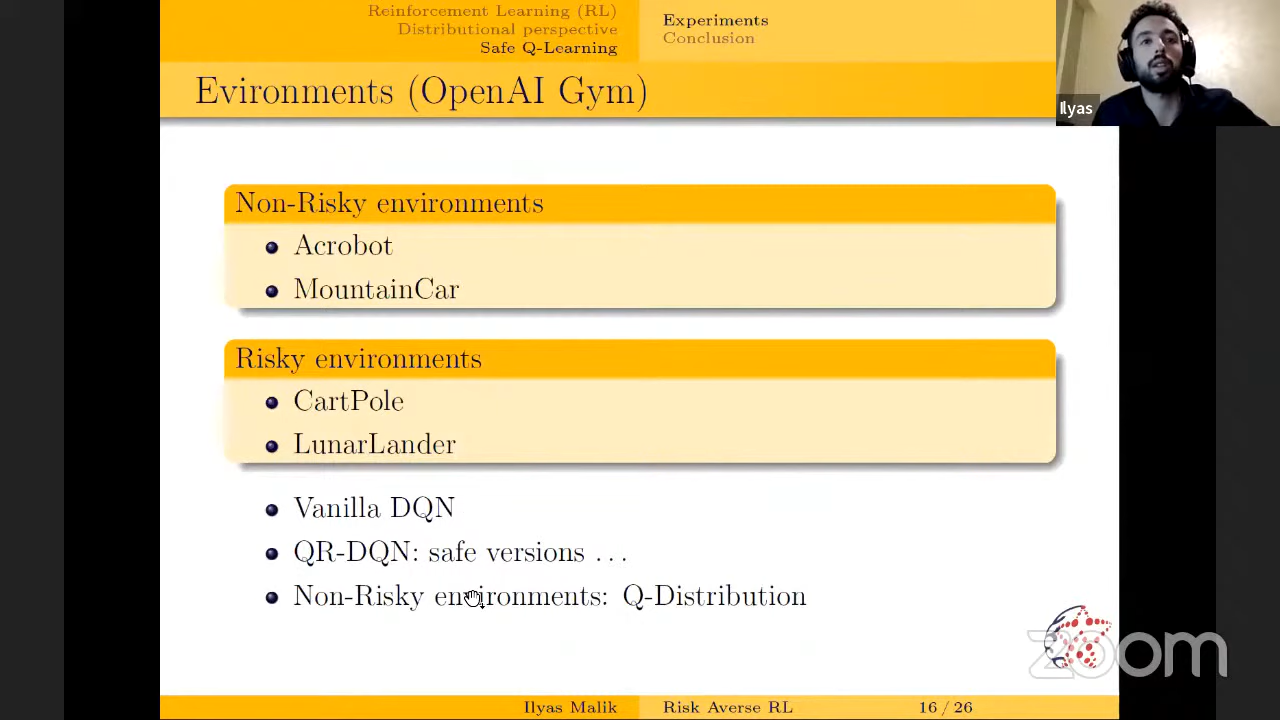 Reinforcement Learning (RL)
Distributional perspective
Safe Q-Learning
Experiments
Conclusion
Evironments (OpenAI Gym)
Ilyas
Non-Risky environments
Acrobot
MountainCar
Risky environments
CartPole
LunarLander
Vanilla DQN
QR-DQN: safe versions ...
Non-Risky environments: Q-Distribution
zoom
Ilyas Malik
Risk Averse RL
16 / 26